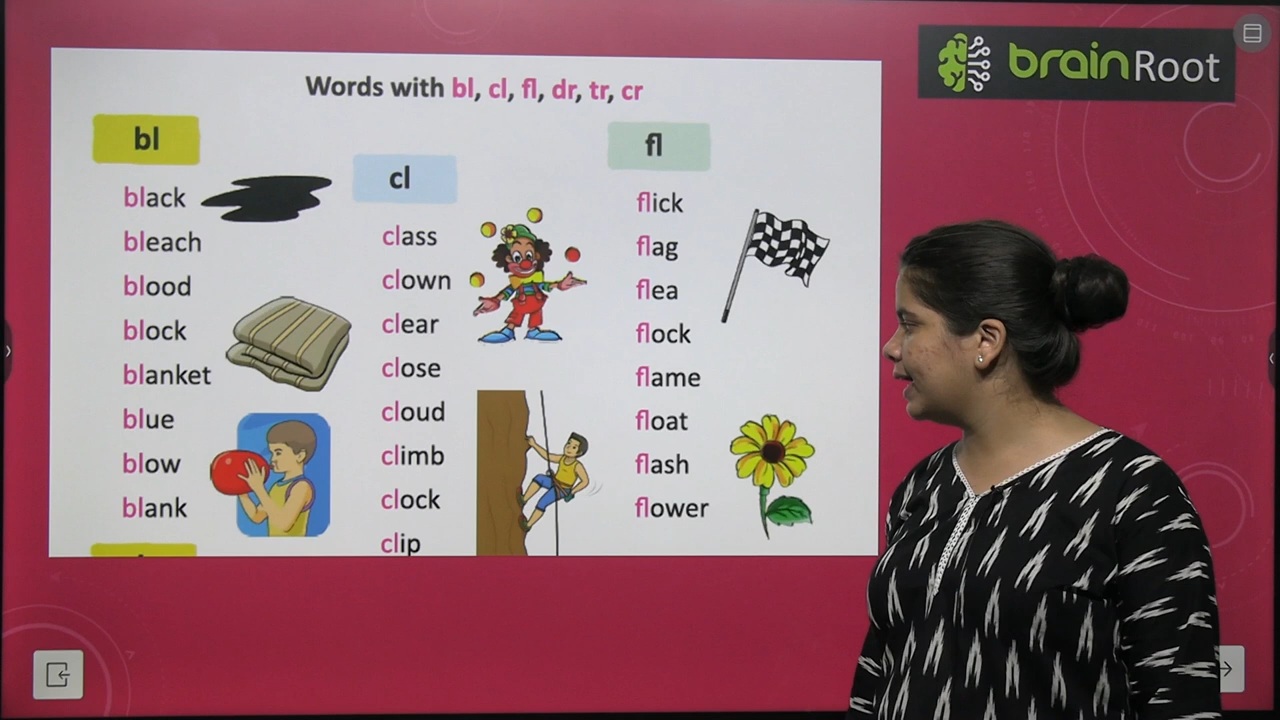 brainRoot
Words with bl, cl, fl, dr, tr, cr
bl
black
bleach
blood
block
blanket
blue
blow
blank
cl
class
clown
clear
close
cloud
climb
clock
clip
fl
flick
flag
flea
flock
flame
float
flash
flower